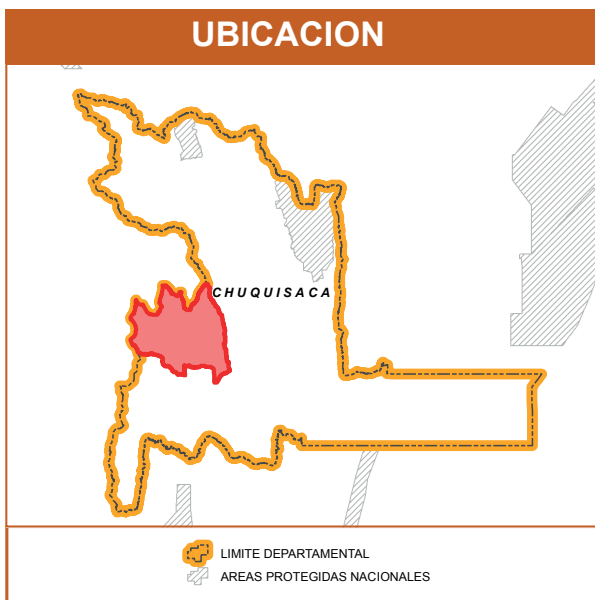 UBICACION
CHUQUISACA
LIMITE DEPARTAMENTAL
AREAS PROTEGIDAS NACIONALES